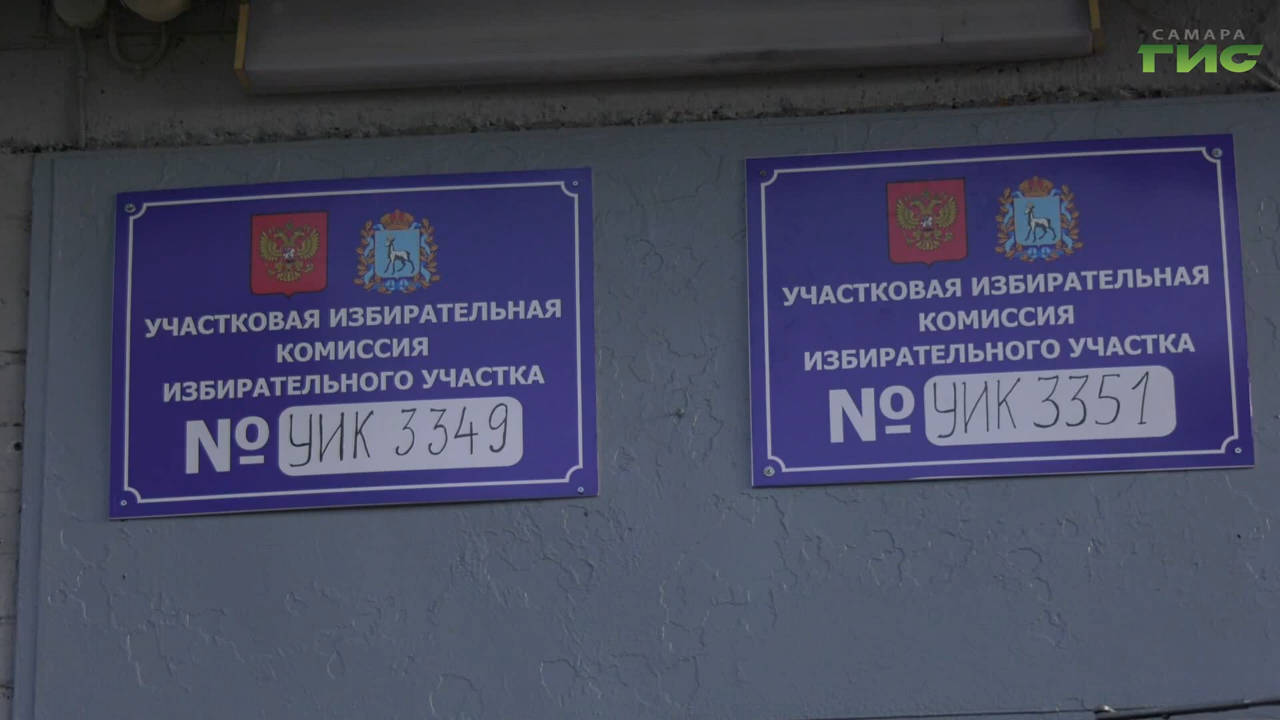 САМАРА
ГИС
УЧАСТКОВАЯ ИЗБИРАТЕЛЬНАЯ
КОМИССИЯ
ИЗБИРАТЕЛЬНОГО УЧАСТКА
№ УИК 3349
УЧАСТКОВАЯ ИЗБИРАТЕЛЬНАЯ
КОМИССИЯ
ИЗБИРАТЕЛЬНОГО УЧАСТКА
№ УИК 3351